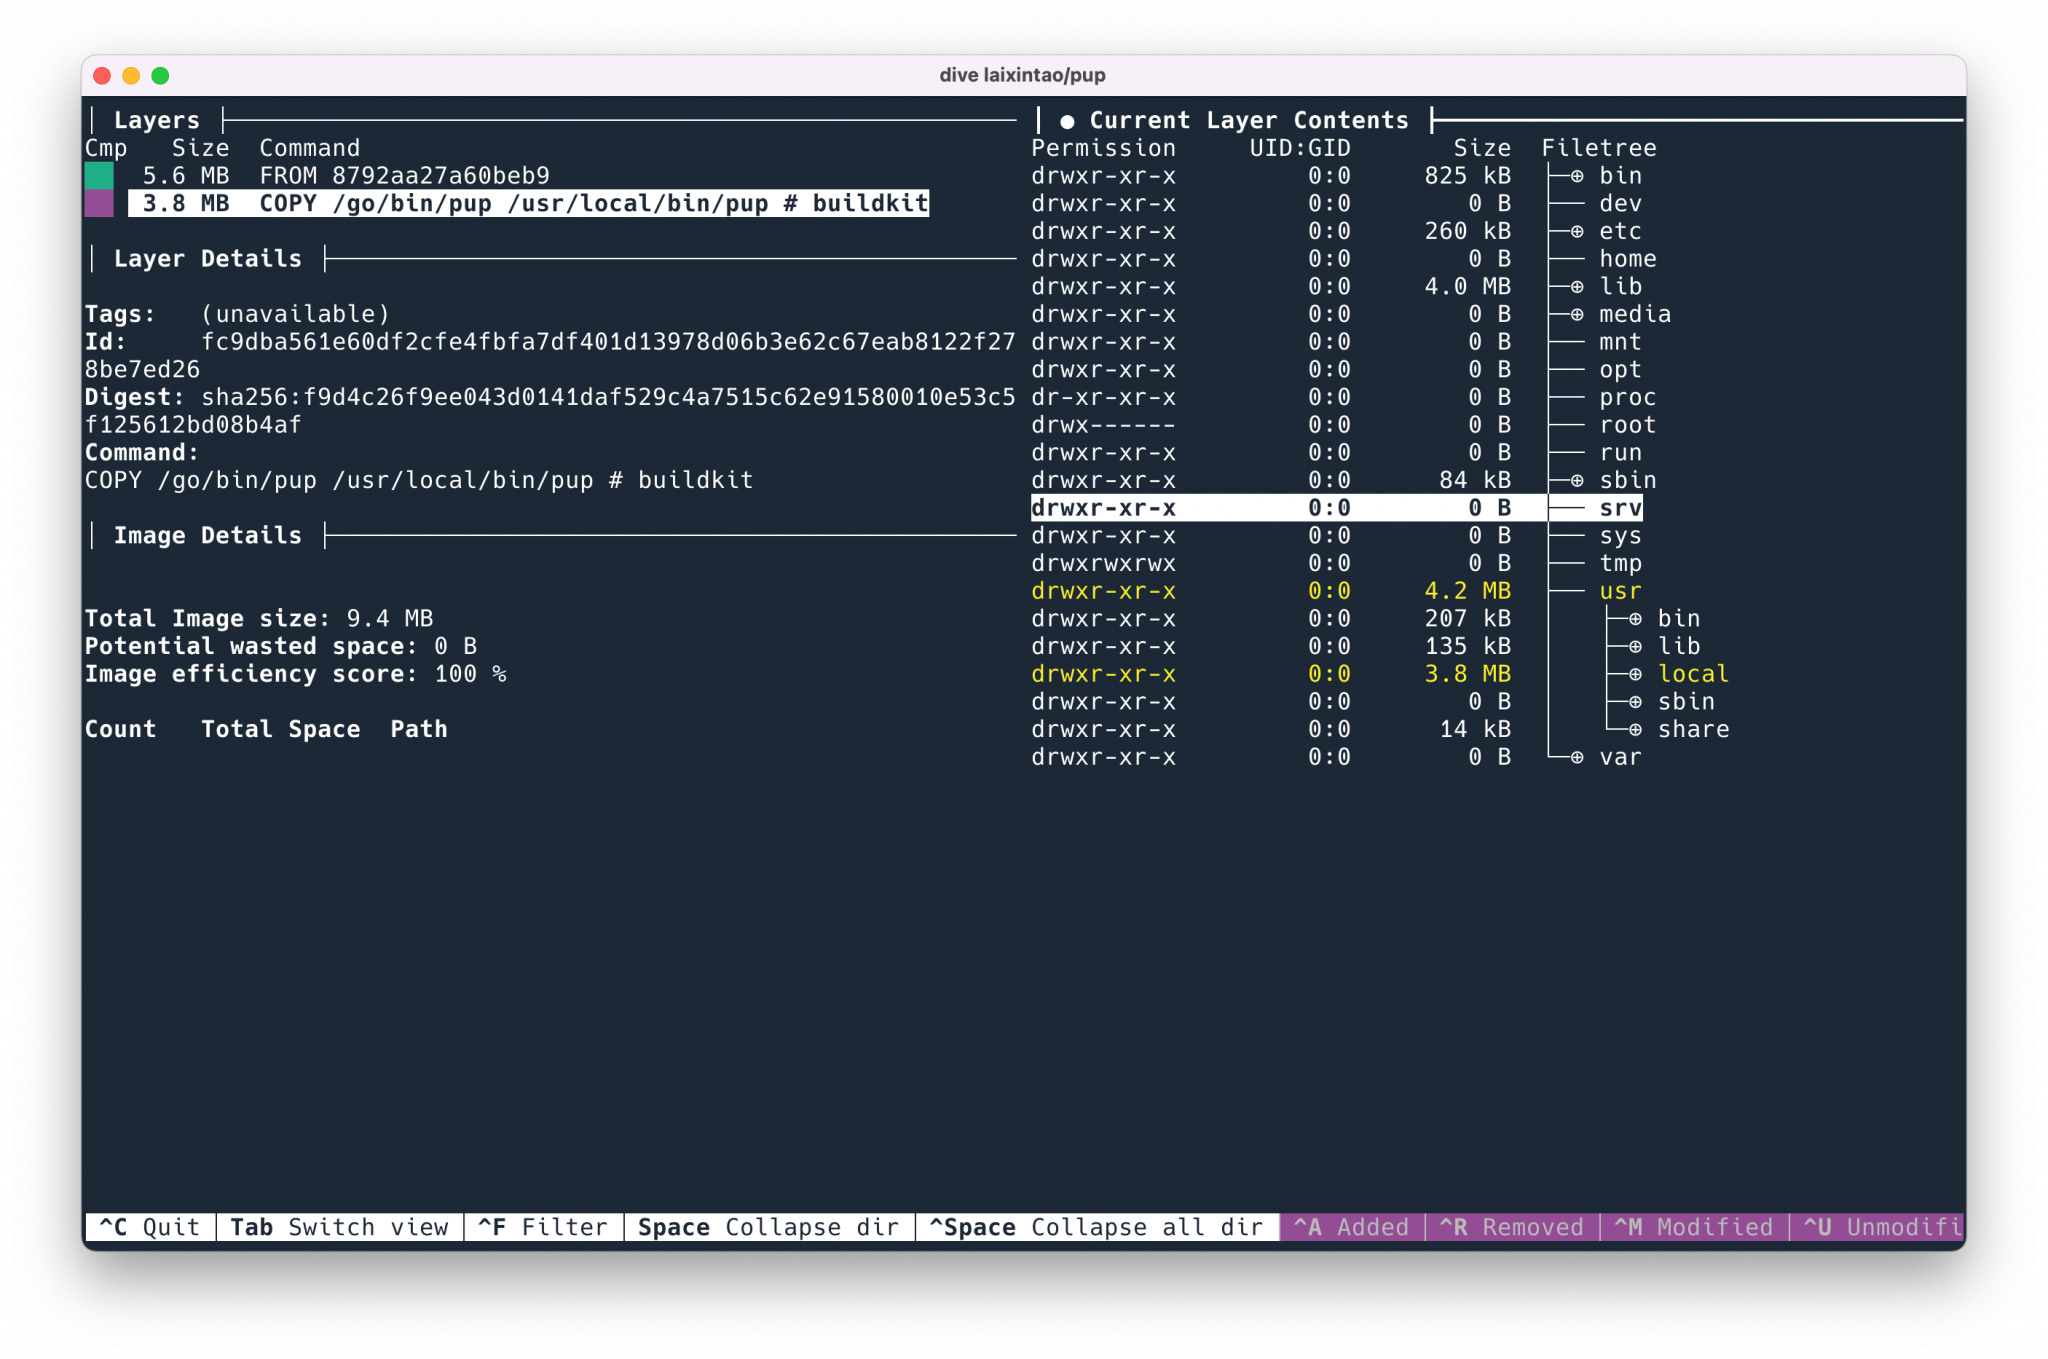 dive laixintao/pup
│ Layers ├
Cmp Size Command
5.6 MB FROM 8792aa27a60beb9
3.8 MB COPY /go/bin/pup /usr/local/bin/pup # buildkit
│ Layer Details ├
Tags: (unavailable)
Id: fc9dba561e60df2cfe4fbfa7df401d13978d06b3e62c67eab8122f27
8be7ed26
Digest: sha256:f9d4c26f9ee043d0141daf529c4a7515c62e91580010e53c5
f125612bd08b4af
Command:
COPY /go/bin/pup /usr/local/bin/pup # buildkit
│ Image Details ├
Total Image size: 9.4 MB
Potential wasted space: 0 B
Image efficiency score: 100 %
Count Total Space Path
│ ● Current Layer Contents ├
Permission UID:GID Size Filetree
drwxr-xr-x 0:0 825 kB ├─⊕ bin
drwxr-xr-x 0:0 0 B ├── dev
drwxr-xr-x 0:0 260 kB ├─⊕ etc
drwxr-xr-x 0:0 0 B ├── home
drwxr-xr-x 0:0 4.0 MB ├─⊕ lib
drwxr-xr-x 0:0 0 B ├─⊕ media
drwxr-xr-x 0:0 0 B ├── mnt
drwxr-xr-x 0:0 0 B ├── opt
dr-xr-xr-x 0:0 0 B ├── proc
drwx------ 0:0 0 B ├── root
drwxr-xr-x 0:0 0 B ├── run
drwxr-xr-x 0:0 84 kB ├─⊕ sbin
drwxr-xr-x 0:0 0 B ├── srv
drwxr-xr-x 0:0 0 B ├── sys
drwxrwxrwx 0:0 0 B ├── tmp
drwxr-xr-x 0:0 4.2 MB ├── usr
drwxr-xr-x 0:0 207 kB │ ├─⊕ bin
drwxr-xr-x 0:0 135 kB │ ├─⊕ lib
drwxr-xr-x 0:0 3.8 MB │ ├─⊕ local
drwxr-xr-x 0:0 0 B │ ├─⊕ sbin
drwxr-xr-x 0:0 14 kB │ └─⊕ share
drwxr-xr-x 0:0 0 B └─⊕ var
^C Quit │ Tab Switch view │ ^F Filter │ Space Collapse dir │ ^Space Collapse all dir │ ^A Added │ ^R Removed │ ^M Modified │ ^U Unmodifi